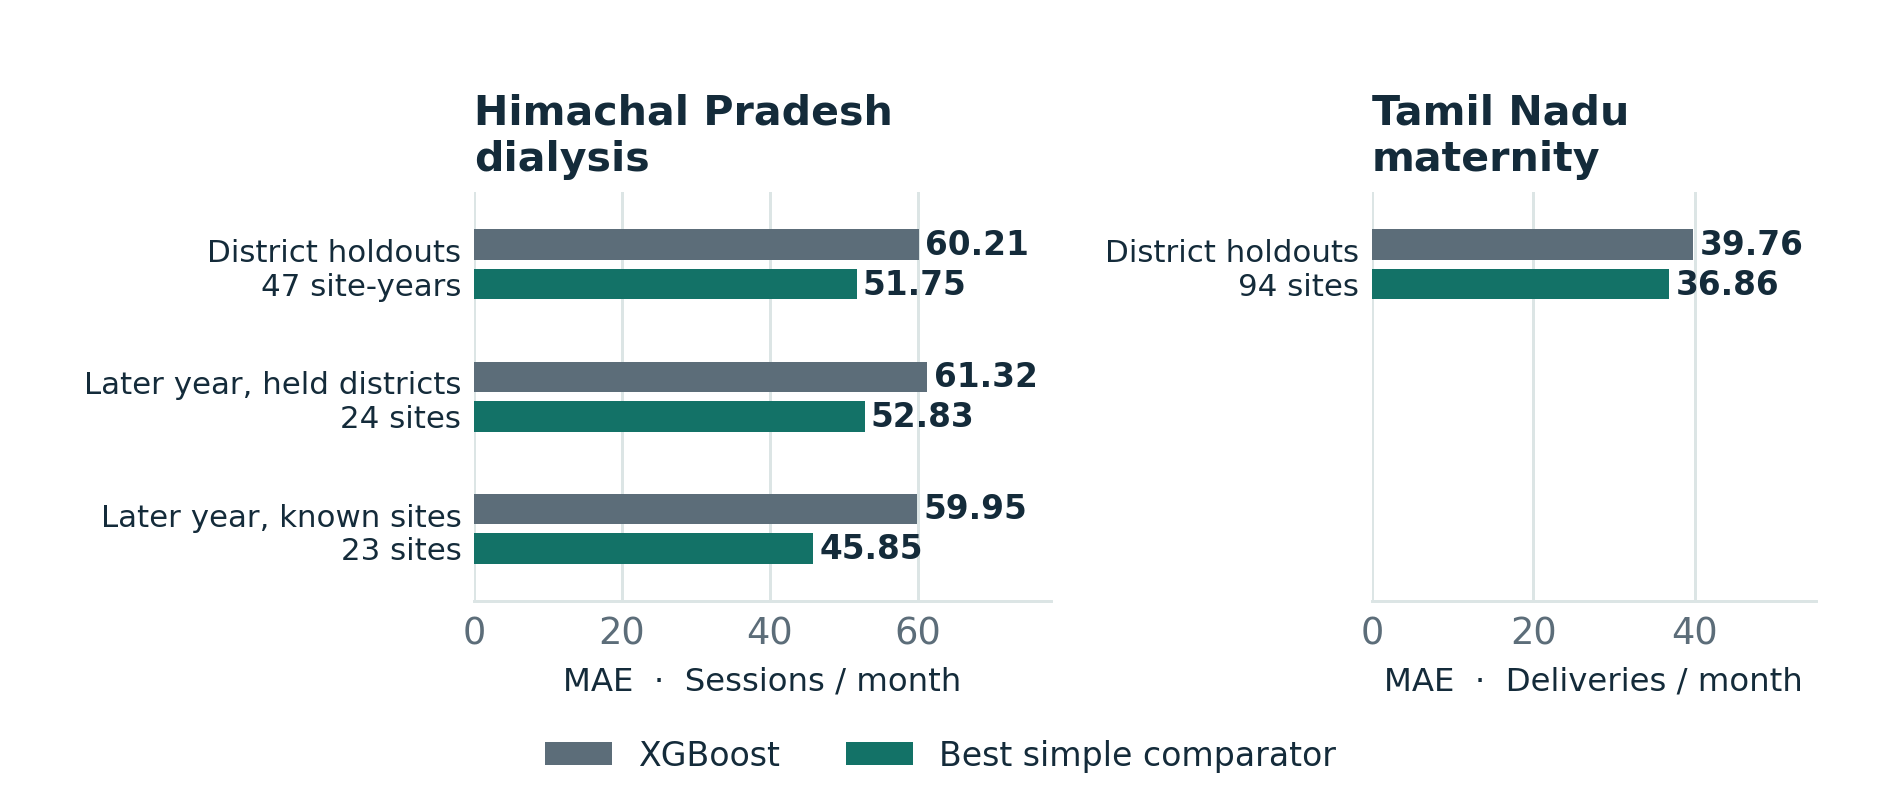 Himachal Pradesh
dialysis
District holdouts
47 site-years
60.21
51.75
Later year, held districts
24 sites
61.32
52.83
Later year, known sites
23 sites
59.95
45.85
0 20 40 60
MAE · Sessions / month
Tamil Nadu
maternity
District holdouts
94 sites
39.76
36.86
0 20 40
MAE · Deliveries / month
XGBoost
Best simple comparator